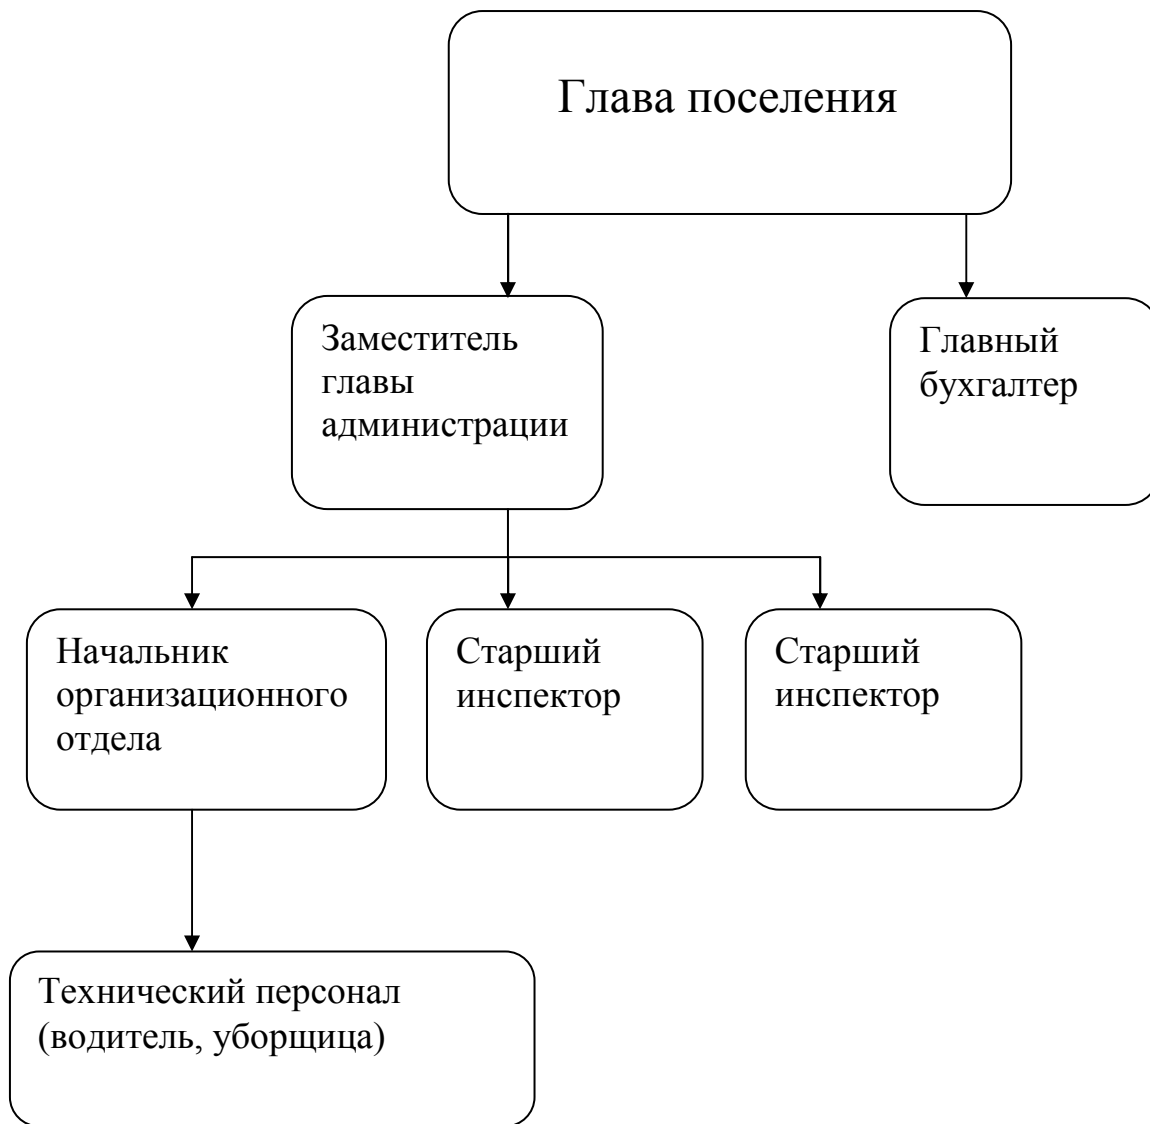 Глава поселения
Заместитель
главы
администрации
Главный
бухгалтер
Начальник
организационного
отдела
Старший
инспектор
Старший
инспектор
Технический персонал
(водитель, уборщица)